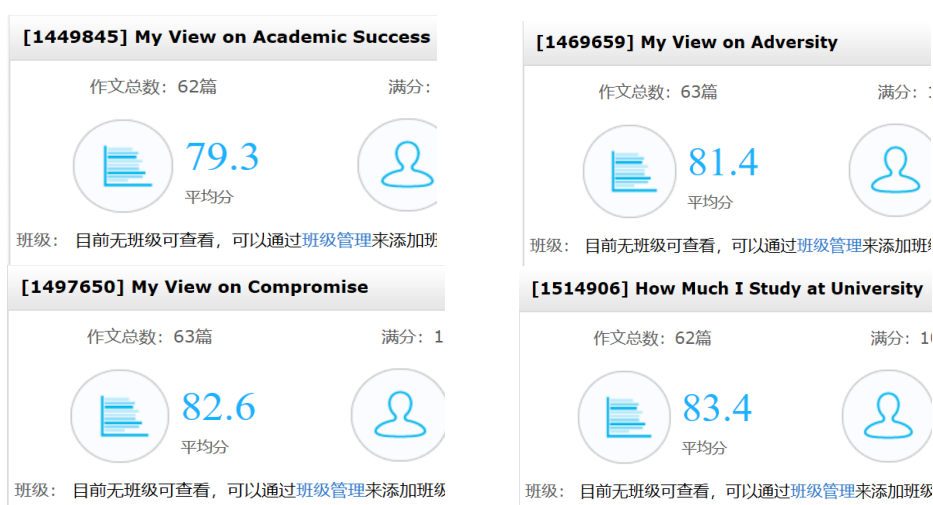 [1449845] My View on Academic Success
作文总数：62篇
满分：
79.3
平均分
班级： 目前无班级可查看，可以通过班级管理来添加班
[1469659] My View on Adversity
作文总数：63篇
满分：
81.4
平均分
班级： 目前无班级可查看，可以通过班级管理来添加班
[1497650] My View on Compromise
作文总数：63篇
满分：1
82.6
平均分
班级： 目前无班级可查看，可以通过班级管理来添加班级
[1514906] How Much I Study at University
作文总数：62篇
满分：1
83.4
平均分
班级： 目前无班级可查看，可以通过班级管理来添加班级